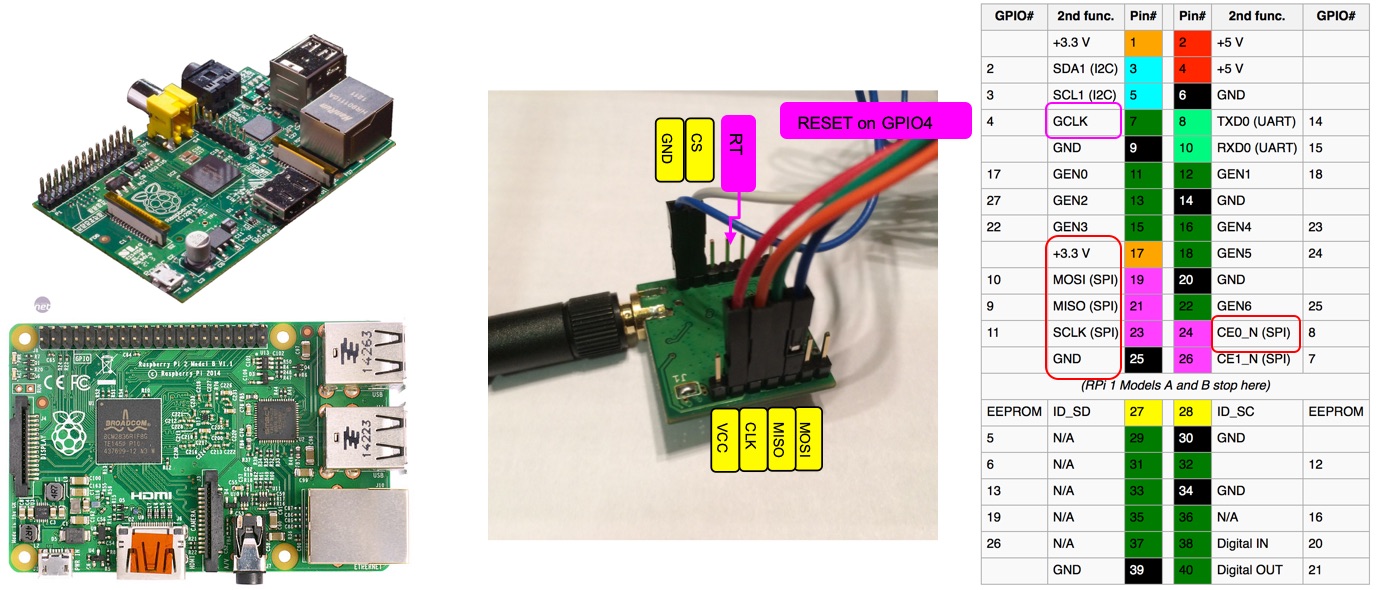 net
14263
14223
GPIO
Raspberry Pi 2 Model B V1.1
© Raspberry Pi 2014
BROADCOM
DISPLAY
HDMI
CAMERA
USB
USB
ETHERNET
PWR IN
GND
CS
RT
RESET on GPIO4
J1
VCC
CLK
MISO
MOSI
GPIO# 2nd func. Pin# Pin# 2nd func. GPIO#
+3.3 V 1 2 +5 V
2 SDA1 (I2C) 3 4 +5 V
3 SCL1 (I2C) 5 6 GND
4 GCLK 7 8 TXD0 (UART) 14
GND 9 10 RXD0 (UART) 15
17 GEN0 11 12 GEN1 18
27 GEN2 13 14 GND
22 GEN3 15 16 GEN4 23
+3.3 V 17 18 GEN5 24
10 MOSI (SPI) 19 20 GND
9 MISO (SPI) 21 22 GEN6 25
11 SCLK (SPI) 23 24 CE0_N (SPI) 8
GND 25 26 CE1_N (SPI) 7
(RPi 1 Models A and B stop here)
EEPROM ID_SD 27 28 ID_SC EEPROM
5 N/A 29 30 GND
6 N/A 31 32 12
13 N/A 33 34 GND
19 N/A 35 36 N/A 16
26 N/A 37 38 Digital IN 20
GND 39 40 Digital OUT 21